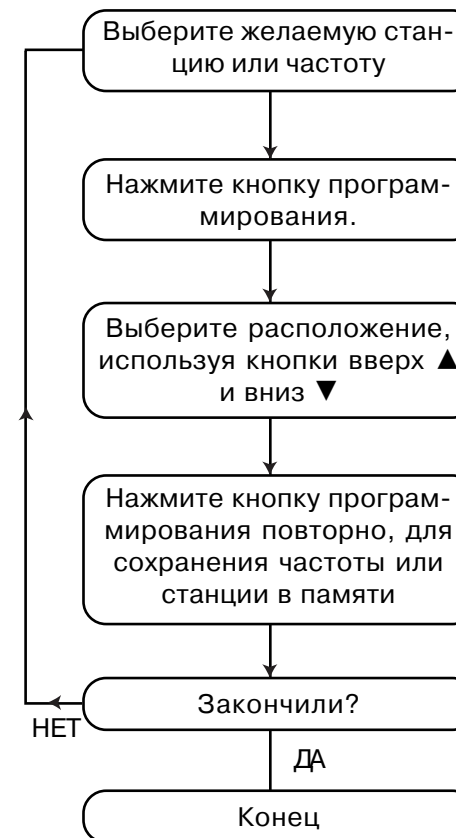 Выберите желаемую стан-
цию или частоту
Нажмите кнопку програм-
мирования.
Выберите расположение,
используя кнопки вверх ▲
и вниз ▼
Нажмите кнопку програм-
мирования повторно, для
сохранения частоты или
станции в памяти
Закончили?
НЕТ
ДА
Конец